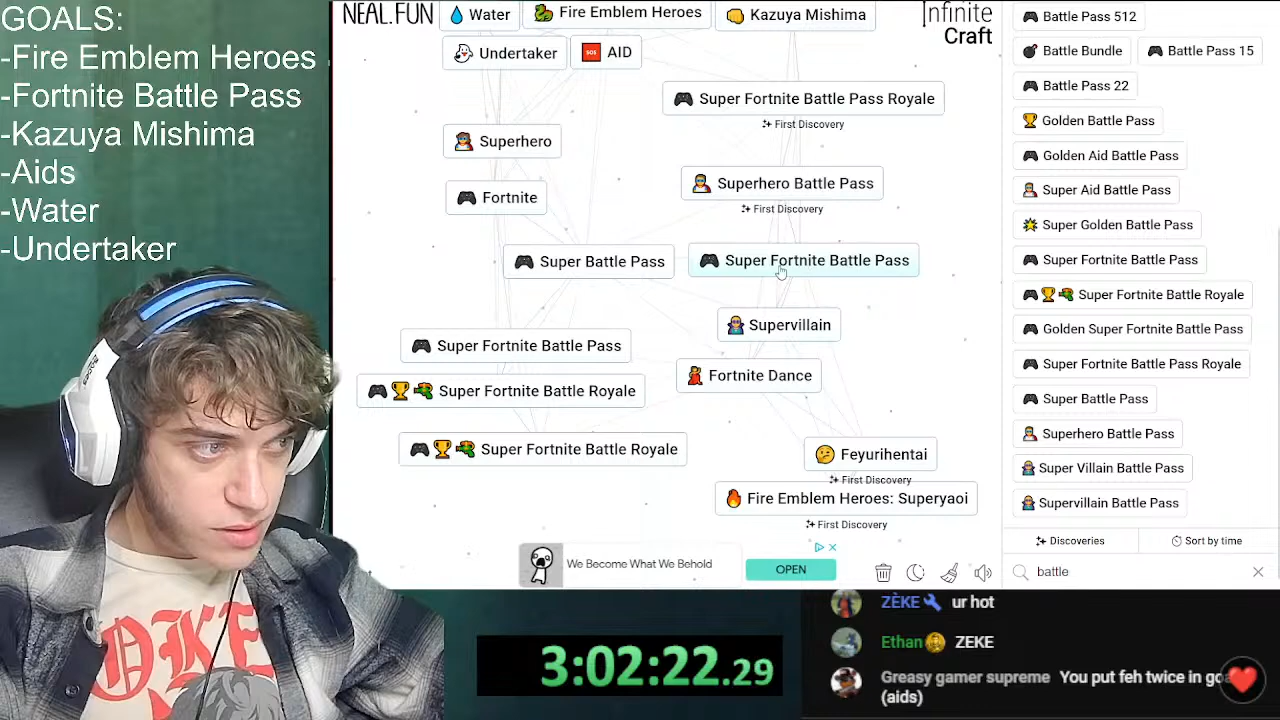 GOALS:
-Fire Emblem Heroes
-Fortnite Battle Pass
-Kazuya Mishima
-Aids
-Water
-Undertaker
NEAL.FUN
Water
Fire Emblem Heroes
Kazuya Mishima
Infinite
Craft
Undertaker
SOS AID
Super Fortnite Battle Pass Royale
First Discovery
Superhero
Superhero Battle Pass
First Discovery
Fortnite
Super Battle Pass
Super Fortnite Battle Pass
Supervillain
Super Fortnite Battle Pass
Fortnite Dance
Super Fortnite Battle Royale
Super Fortnite Battle Royale
Feyurihentai
First Discovery
Fire Emblem Heroes: Superyaoi
First Discovery
We Become What We Behold
OPEN
Battle Pass 512
Battle Bundle
Battle Pass 15
Battle Pass 22
Golden Battle Pass
Golden Aid Battle Pass
Super Aid Battle Pass
Super Golden Battle Pass
Super Fortnite Battle Pass
Super Fortnite Battle Royale
Golden Super Fortnite Battle Pass
Super Fortnite Battle Pass Royale
Super Battle Pass
Superhero Battle Pass
Super Villain Battle Pass
Supervillain Battle Pass
Discoveries
Sort by time
battle
3:02:22.29
ZÈKE ur hot
Ethan ZEKE
Greasy gamer supreme You put feh twice in
(aids)